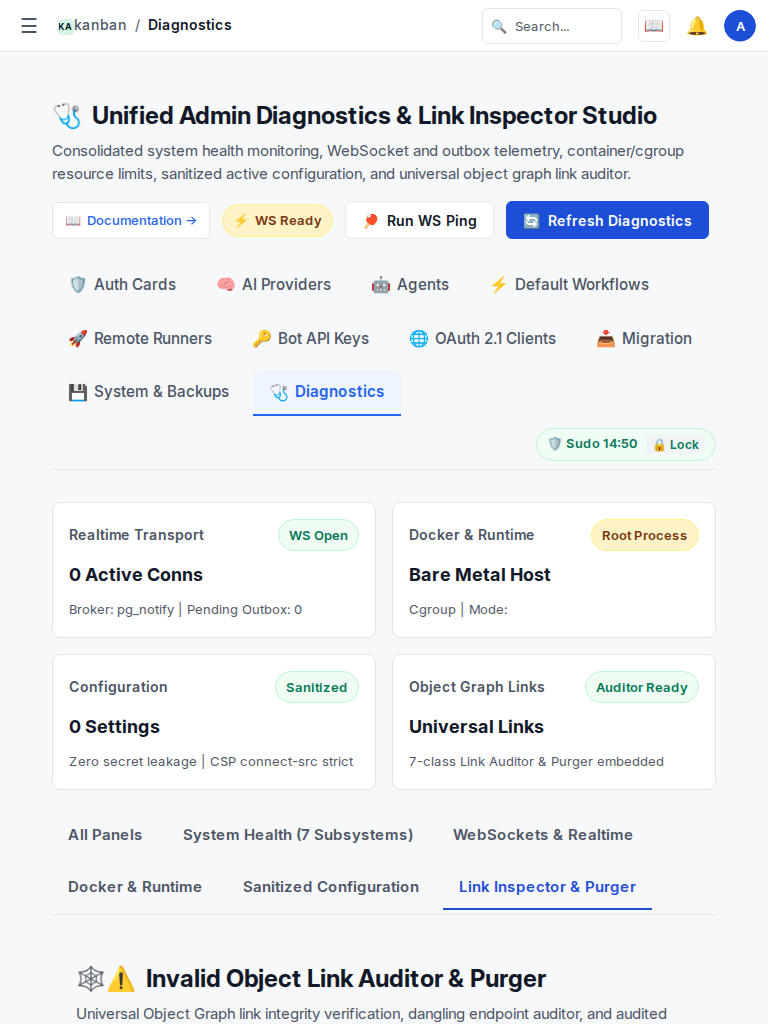 ☰ KA kanban / Diagnostics 🔍 Search... 📖 🔔 A
🩺 Unified Admin Diagnostics & Link Inspector Studio
Consolidated system health monitoring, WebSocket and outbox telemetry, container/cgroup
resource limits, sanitized active configuration, and universal object graph link auditor.
📖 Documentation → ⚡ WS Ready 🏓 Run WS Ping 🔄 Refresh Diagnostics
🛡️ Auth Cards 🧠 AI Providers 🤖 Agents ⚡ Default Workflows
🚀 Remote Runners 🔑 Bot API Keys 🌐 OAuth 2.1 Clients 📥 Migration
💾 System & Backups 🩺 Diagnostics
🛡️ Sudo 14:50 🔒 Lock
Realtime Transport WS Open
0 Active Conns
Broker: pg_notify | Pending Outbox: 0
Docker & Runtime Root Process
Bare Metal Host
Cgroup | Mode:
Configuration Sanitized
0 Settings
Zero secret leakage | CSP connect-src strict
Object Graph Links Auditor Ready
Universal Links
7-class Link Auditor & Purger embedded
All Panels System Health (7 Subsystems) WebSockets & Realtime
Docker & Runtime Sanitized Configuration Link Inspector & Purger
🕸️⚠️ Invalid Object Link Auditor & Purger
Universal Object Graph link integrity verification, dangling endpoint auditor, and audited